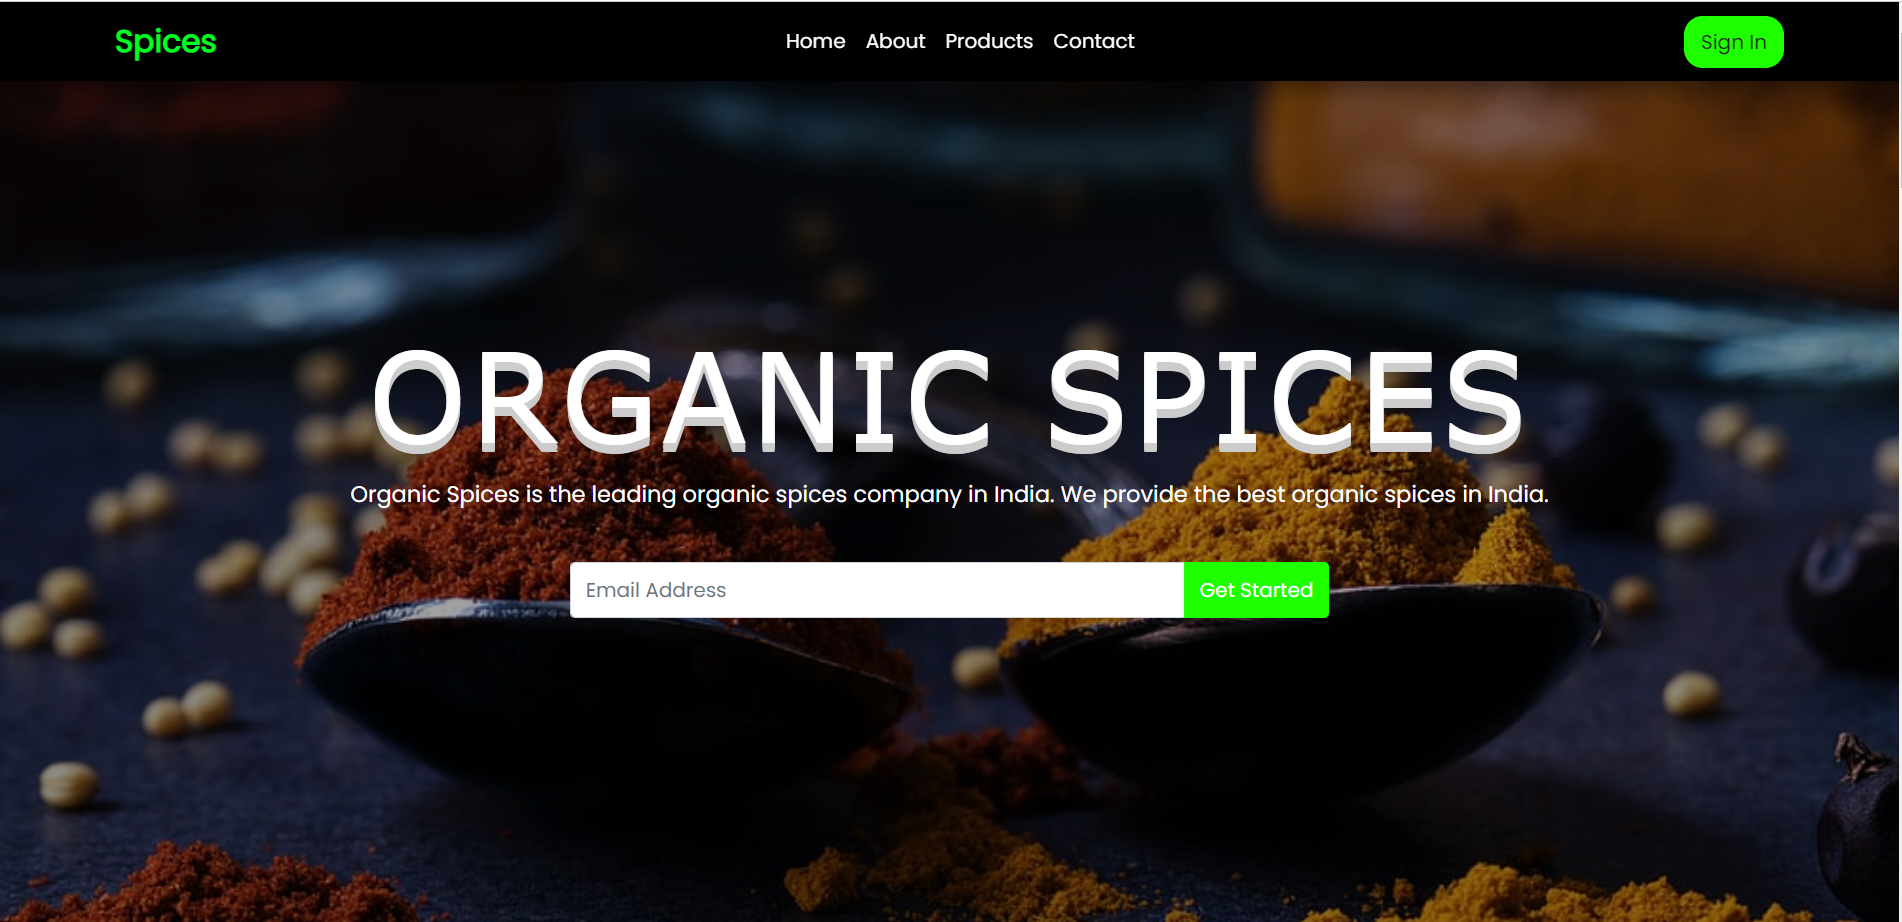 Spices
Home About Products Contact
Sign In
ORGANIC SPICES
Organic Spices is the leading organic spices company in India. We provide the best organic spices in India.
Email Address
Get Started